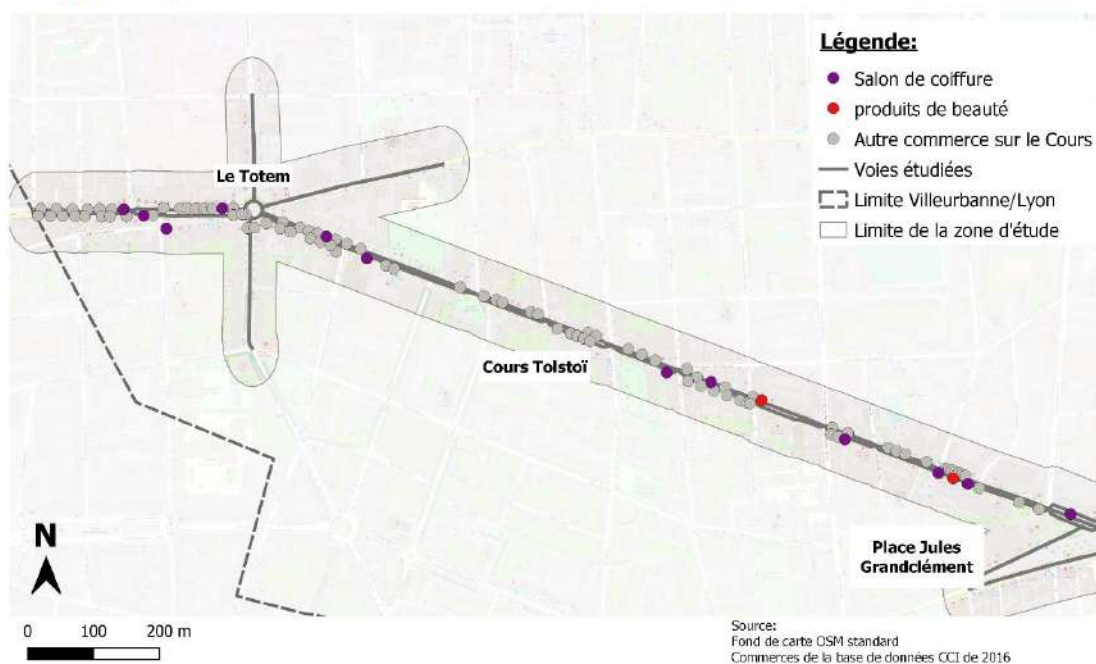 Légende:
Salon de coiffure
produits de beauté
Autre commerce sur le Cours
Voies étudiées
Limite Villeurbanne/Lyon
Limite de la zone d'étude
Le Totem
Cours Tolstoï
Place Jules
Grandclément
N
0 100 200 m
Source:
Fond de carte OSM standard
Commerces de la base de données CCI de 2016